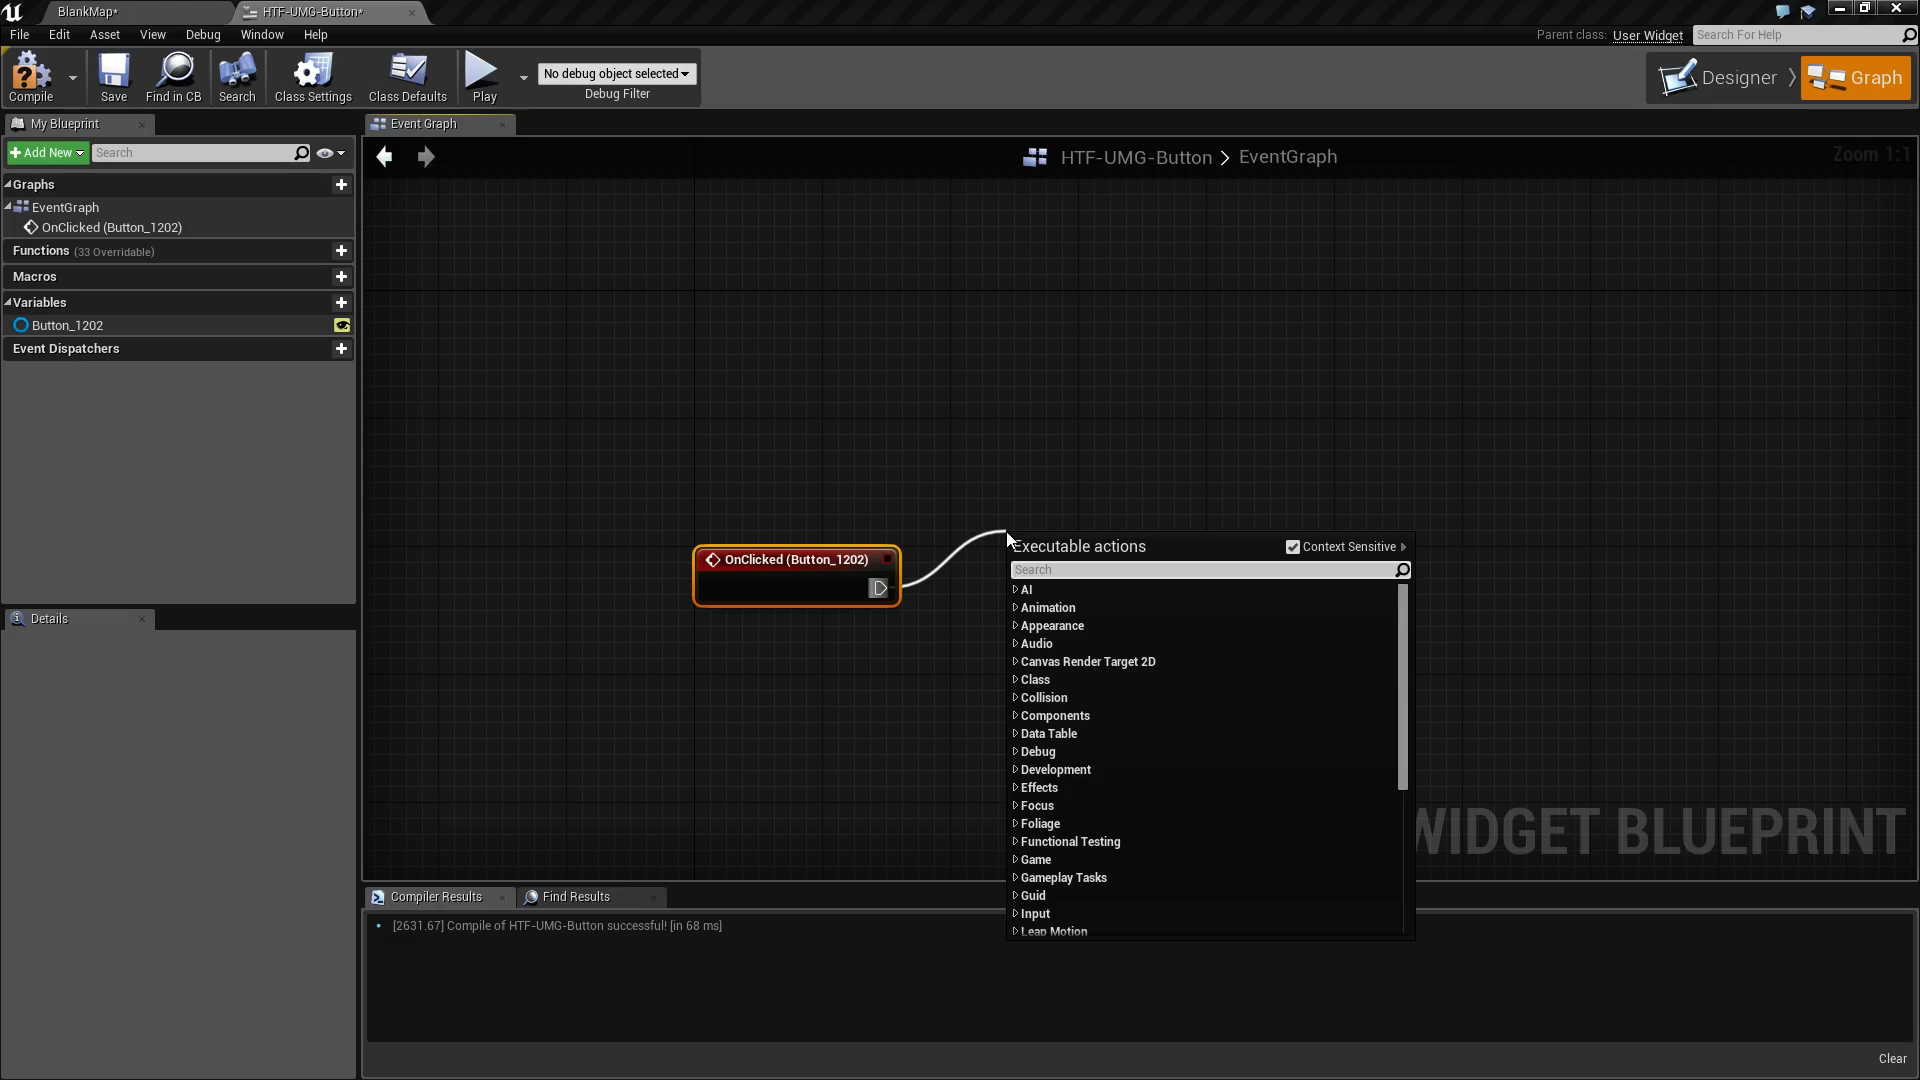 BlankMap*
HTF-UMG-Button*
File Edit Asset View Debug Window Help
Parent class: User Widget
Search For Help
Compile
Save
Find in CB
Search
Class Settings
Class Defaults
Play
No debug object selected
Debug Filter
Designer
Graph
My Blueprint
Event Graph
Add New
Search
HTF-UMG-Button > EventGraph
Zoom 1:1
Graphs
EventGraph
OnClicked (Button_1202)
Functions (33 Overridable)
Macros
Variables
Button_1202
Event Dispatchers
Details
OnClicked (Button_1202)
Executable actions
Context Sensitive
Search
AI
Animation
Appearance
Audio
Canvas Render Target 2D
Class
Collision
Components
Data Table
Debug
Development
Effects
Focus
Foliage
Functional Testing
Game
Gameplay Tasks
Guid
Input
Leap Motion
WIDGET BLUEPRINT
Compiler Results
Find Results
[2631.67] Compile of HTF-UMG-Button successful! [in 68 ms]
Clear